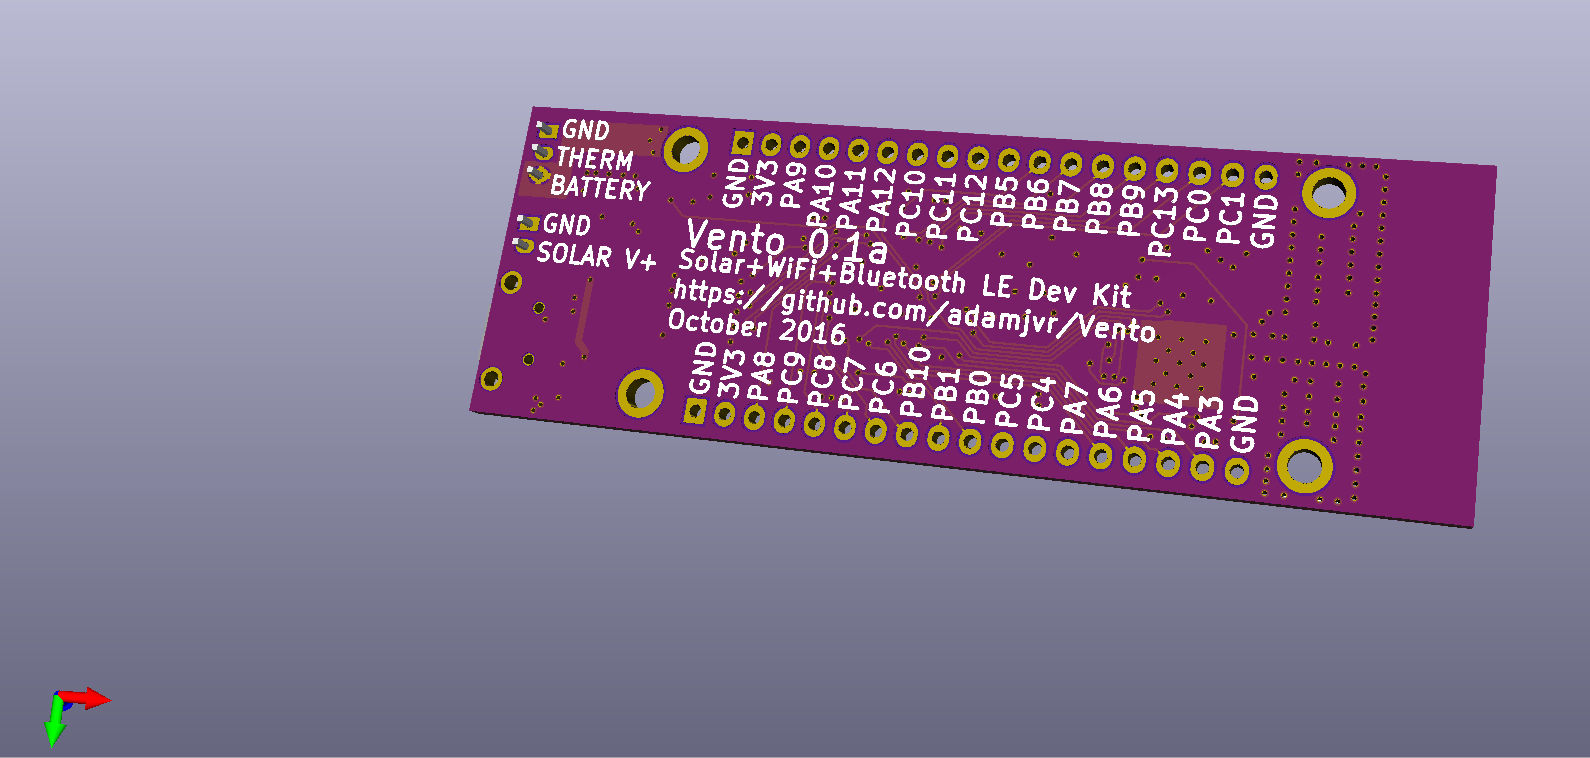 GND
THERM
BATTERY
GND
SOLAR V+
GND
3V3
PA9
PA10
PA11
PA12
PC10
PC11
PC12
PB5
PB6
PB7
PB8
PB9
PC13
PC0
PC1
GND
Vento 0.1a
Solar+WiFi+Bluetooth LE Dev Kit
https://github.com/adamjvr/Vento
October 2016
GND
3V3
PA8
PC9
PC8
PC7
PC6
PB10
PB1
PB0
PC5
PC4
PA7
PA6
PA5
PA4
PA3
GND